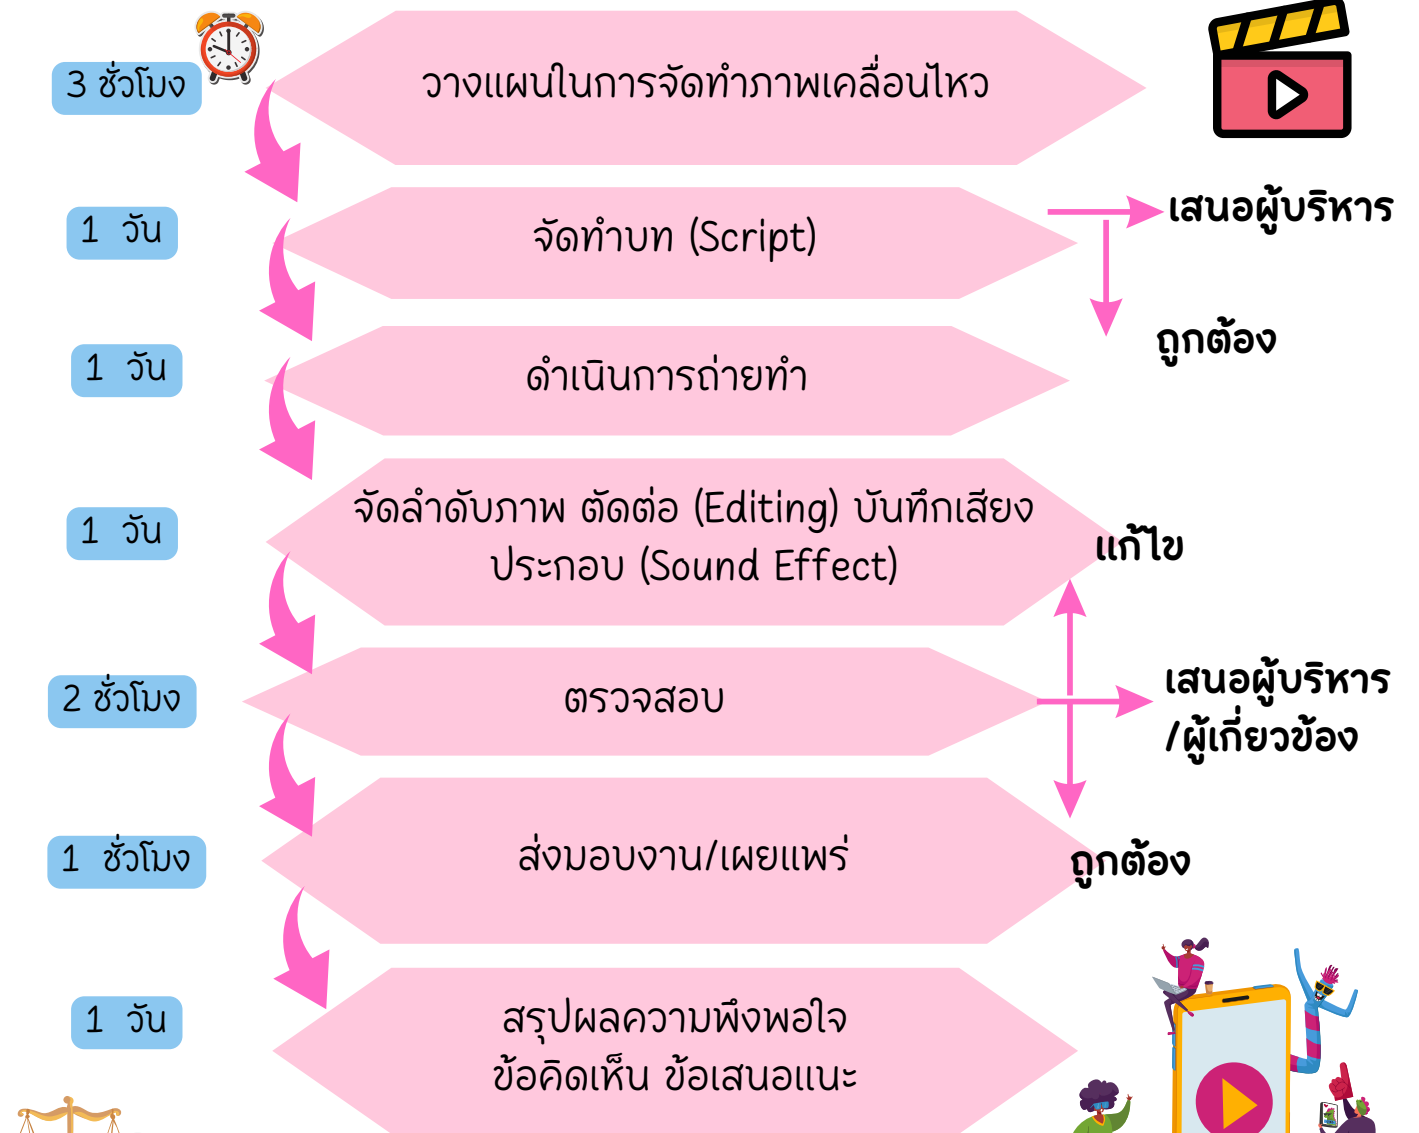 3 ชั่วโมง
วางแผนในการจัดทำภาพเคลื่อนไหว
1 วัน
จัดทำบท (Script)
เสนอผู้บริหาร
ถูกต้อง
1 วัน
ดำเนินการถ่ายทำ
1 วัน
จัดลำดับภาพ ตัดต่อ (Editing) บันทึกเสียง
ประกอบ (Sound Effect)
แก้ไข
2 ชั่วโมง
ตรวจสอบ
เสนอผู้บริหาร
/ผู้เกี่ยวข้อง
1 ชั่วโมง
ส่งมอบงาน/เผยแพร่
ถูกต้อง
1 วัน
สรุปผลความพึงพอใจ
ข้อคิดเห็น ข้อเสนอแนะ